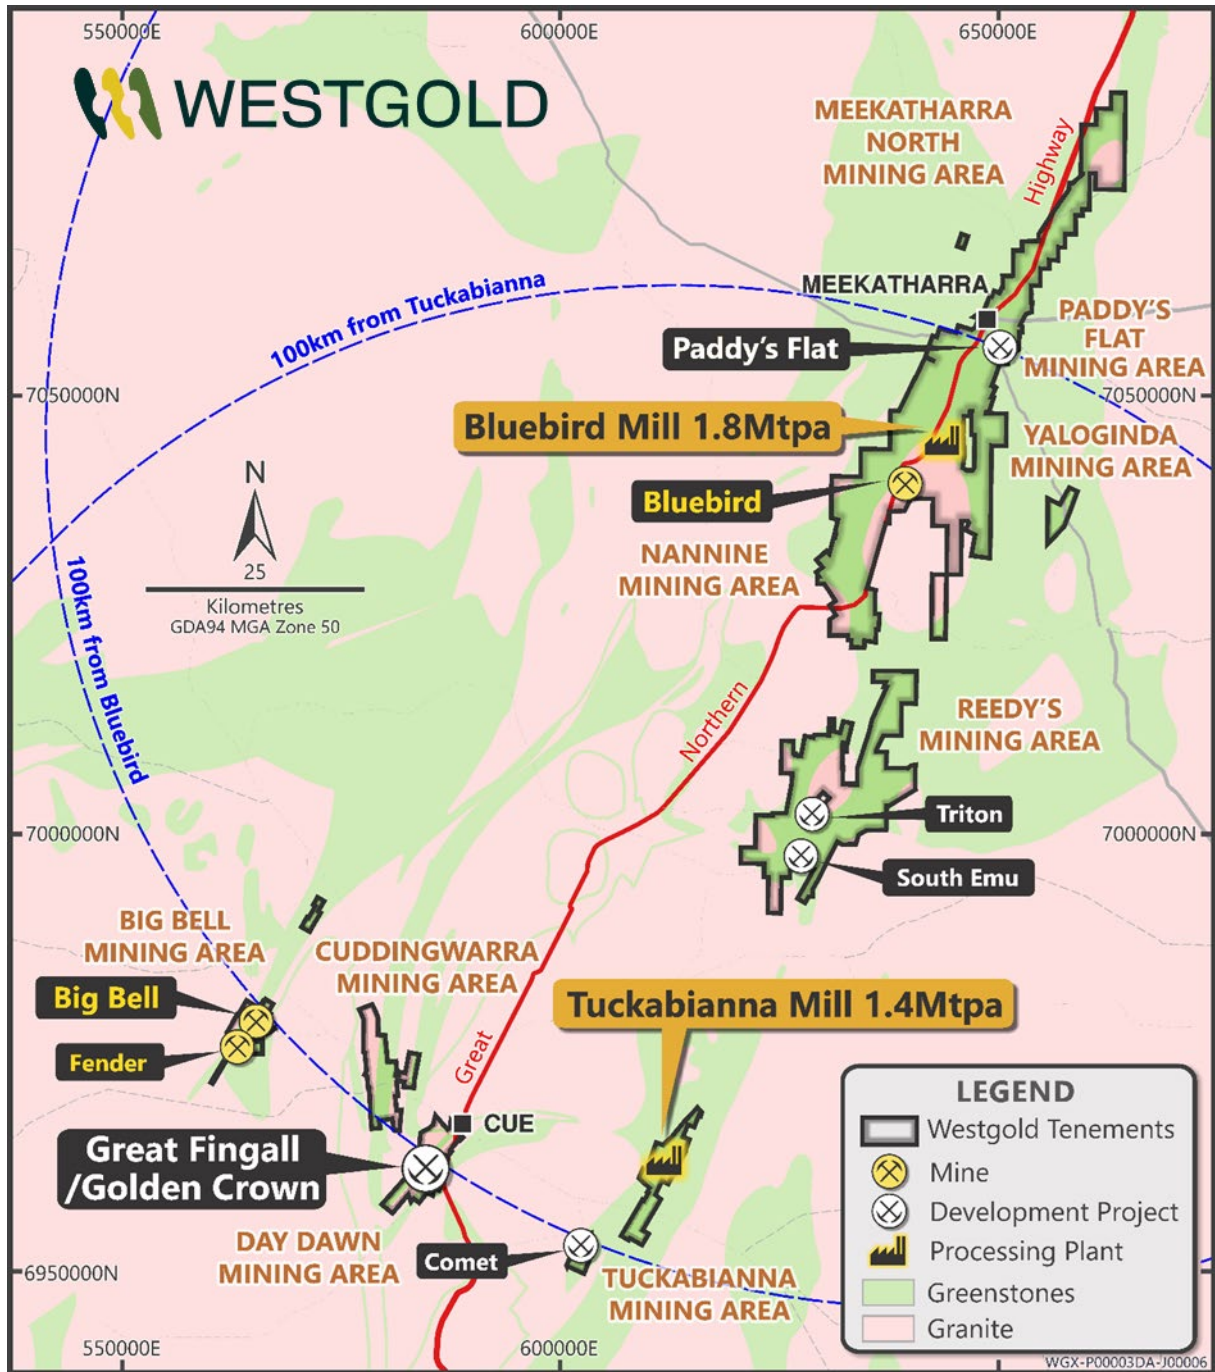 550000E
600000E
650000E
WESTGOLD
MEEKATHARRA
NORTH
MINING AREA
Highway
100km from Tuckabianna
MEEKATHARRA
Paddy's Flat
PADDY'S
FLAT
MINING AREA
7050000N
7050000N
Bluebird Mill 1.8Mtpa
YALOGINDA
MINING AREA
Bluebird
N
25
Kilometres
GDA94 MGA Zone 50
NANNINE
MINING AREA
100km from Bluebird
Northern
REEDY'S
MINING AREA
Triton
7000000N
7000000N
South Emu
BIG BELL
MINING AREA
CUDDINGWARRA
MINING AREA
Big Bell
Fender
Tuckabianna Mill 1.4Mtpa
Great
CUE
Great Fingall
/Golden Crown
DAY DAWN
MINING AREA
Comet
TUCKABIANNA
MINING AREA
6950000N
LEGEND
Westgold Tenements
Mine
Development Project
Processing Plant
Greenstones
Granite
550000E
600000E
WGX-P00003DA-J00006